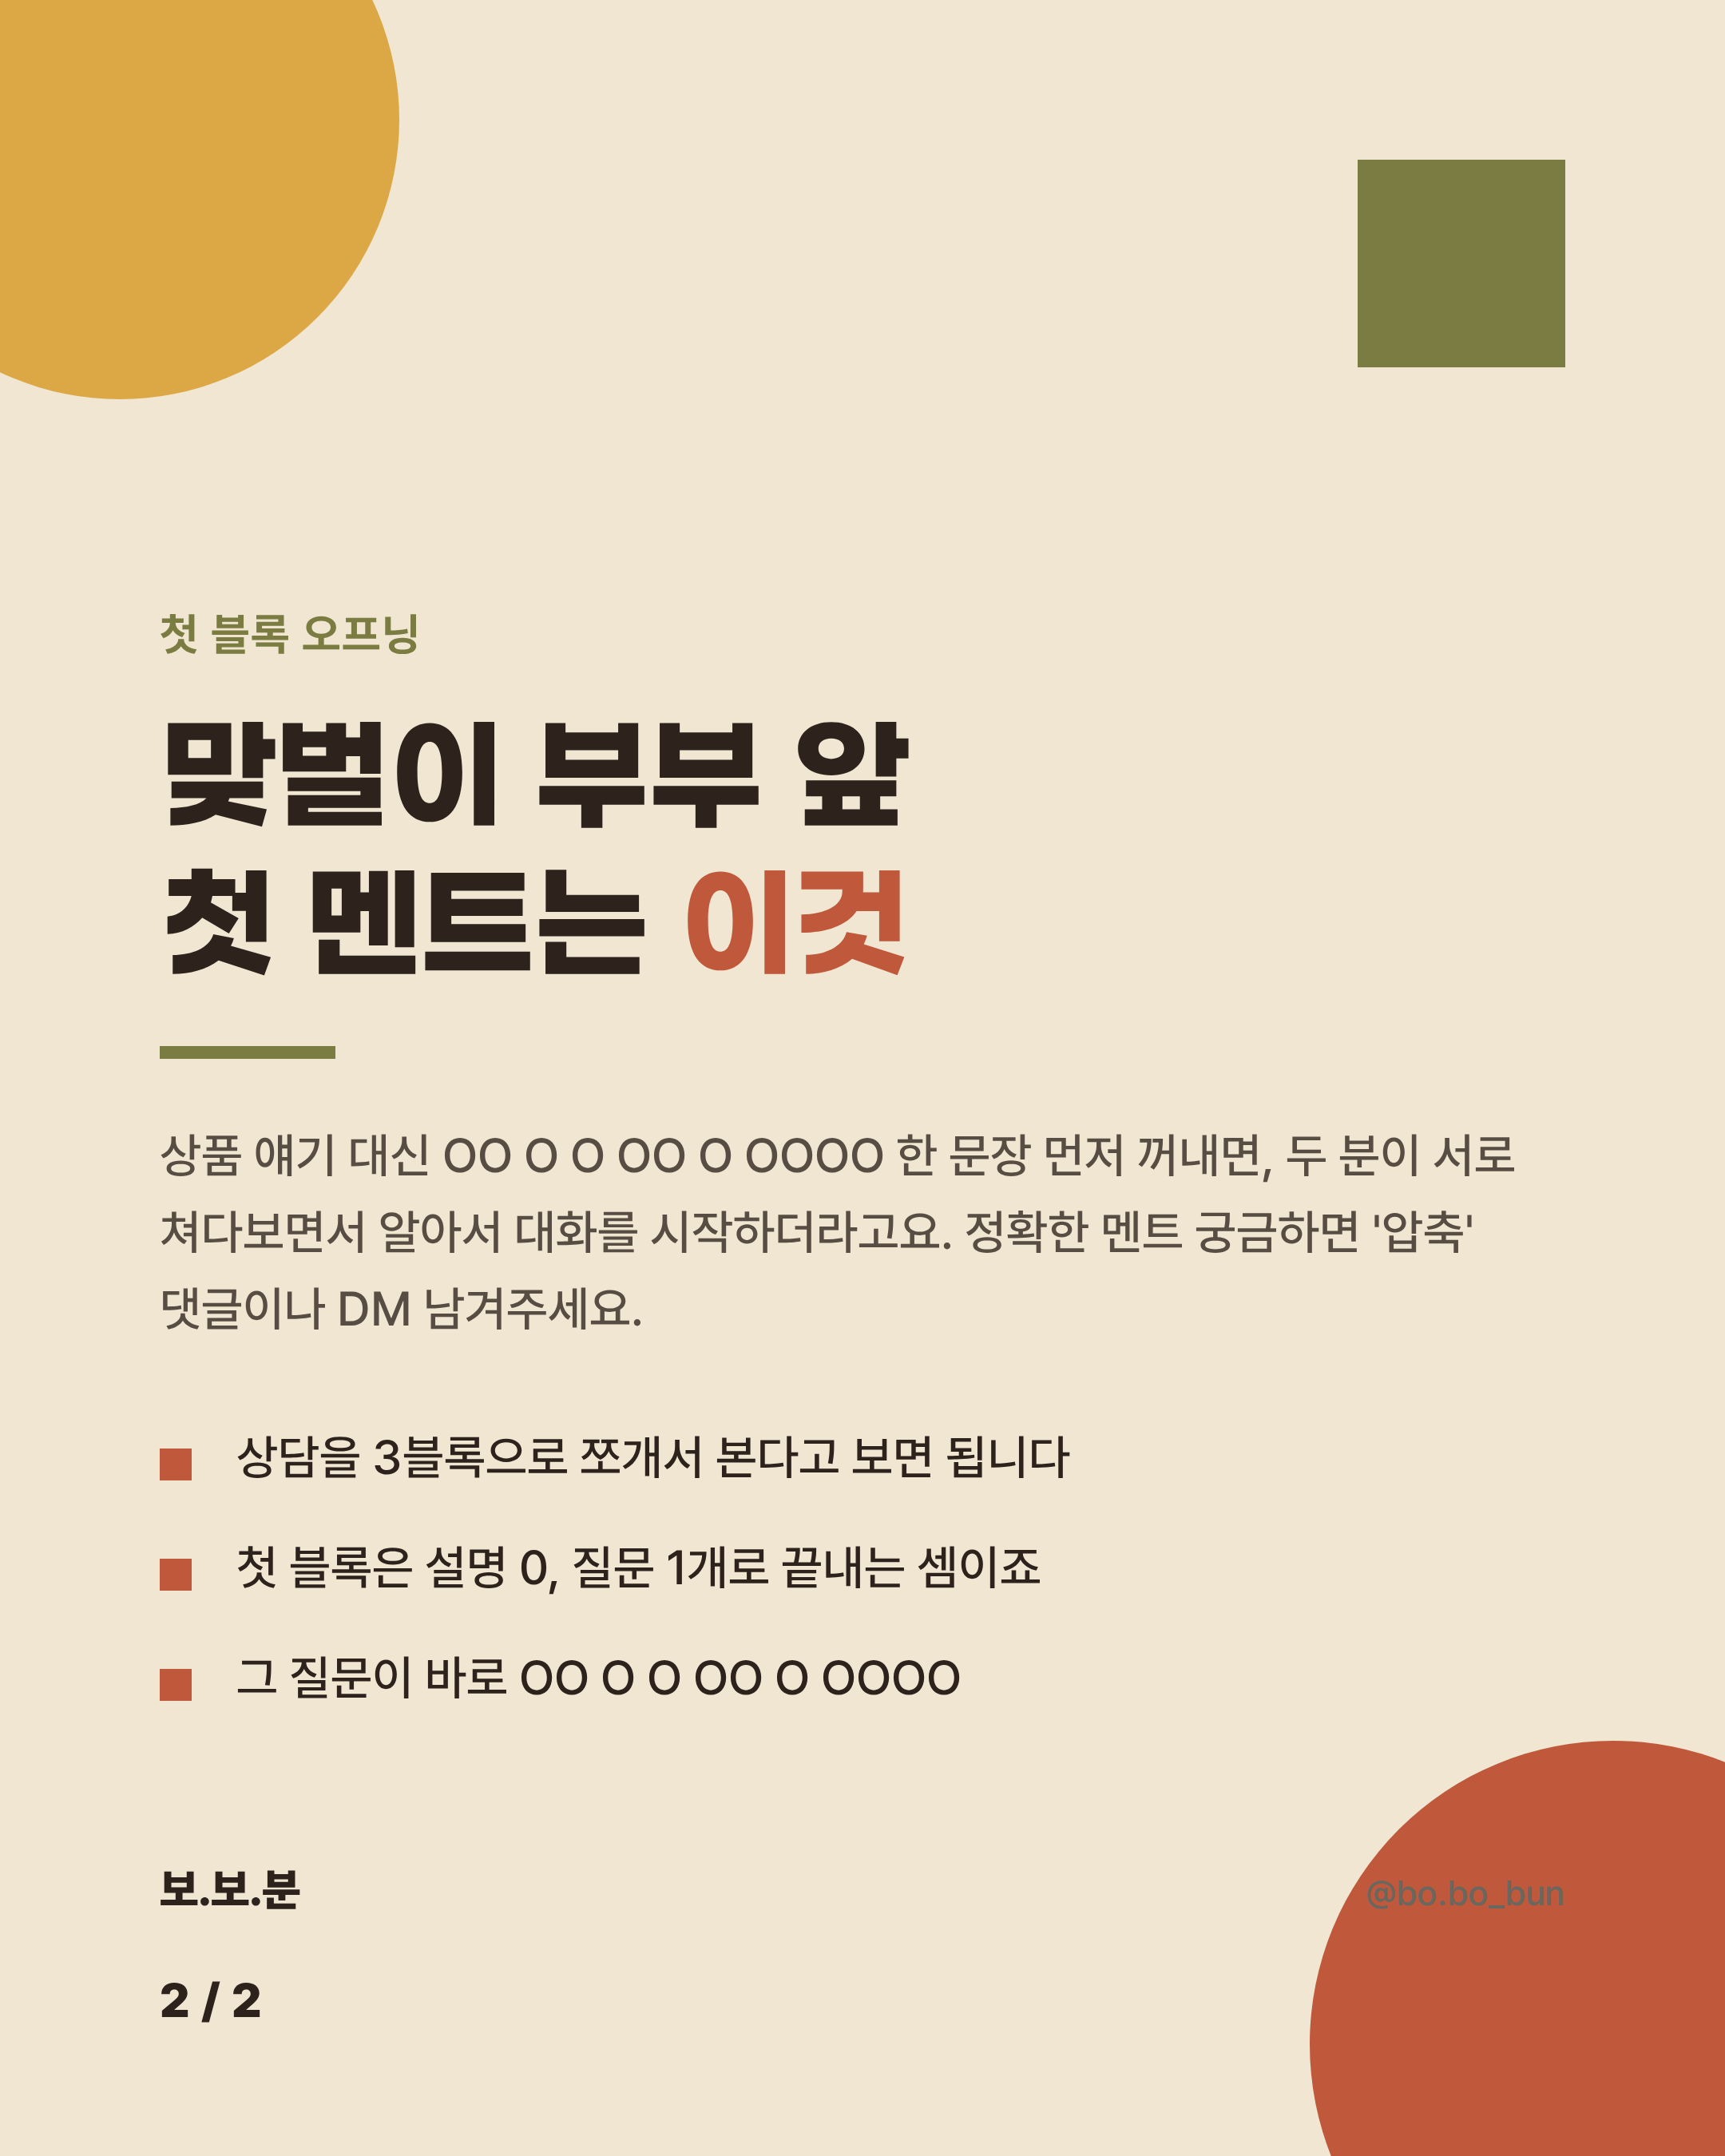 첫 블록 오프닝
맞벌이 부부 앞
첫 멘트는 이것
상품 얘기 대신 OO O O OO O OOOO 한 문장 먼저 꺼내면, 두 분이 서로
쳐다보면서 알아서 대화를 시작하더라고요. 정확한 멘트 궁금하면 '압축'
댓글이나 DM 남겨주세요.
상담을 3블록으로 쪼개서 본다고 보면 됩니다
첫 블록은 설명 0, 질문 1개로 끝내는 셈이죠
그 질문이 바로 OO O O OO O OOOO
보.보.분
@bo.bo_bun
2 / 2